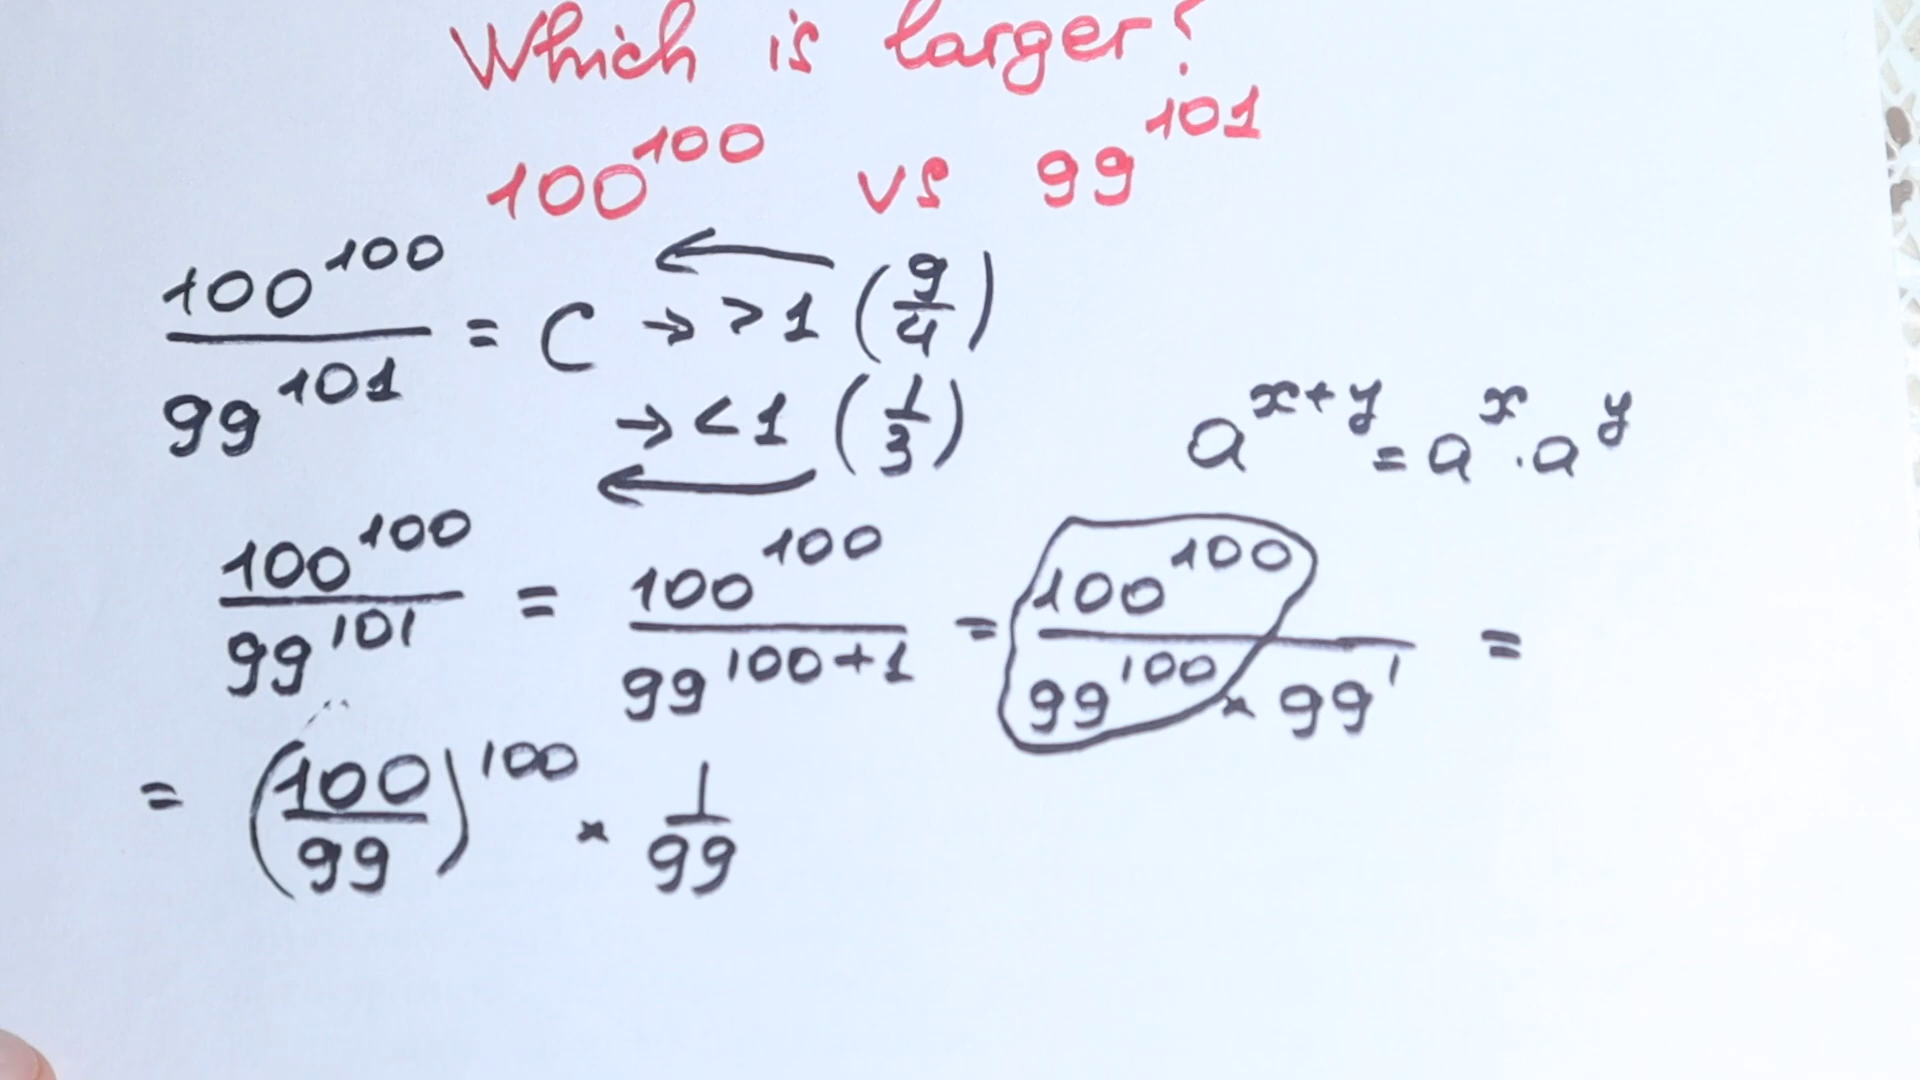 Which is larger?
100^100 vs 99^101
100^100 / 99^101 = C → > 1 (9/4)
→ < 1 (1/3)
a^(x+y) = a^x · a^y
100^100 / 99^101 = 100^100 / 99^(100+1) = 100^100 / (99^100 * 99^1) =
= (100/99)^100 * 1/99